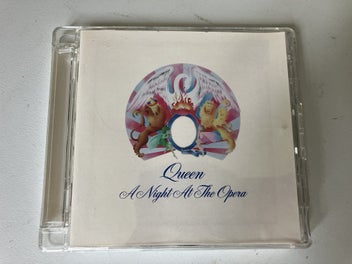 Queen
A Night At The Opera